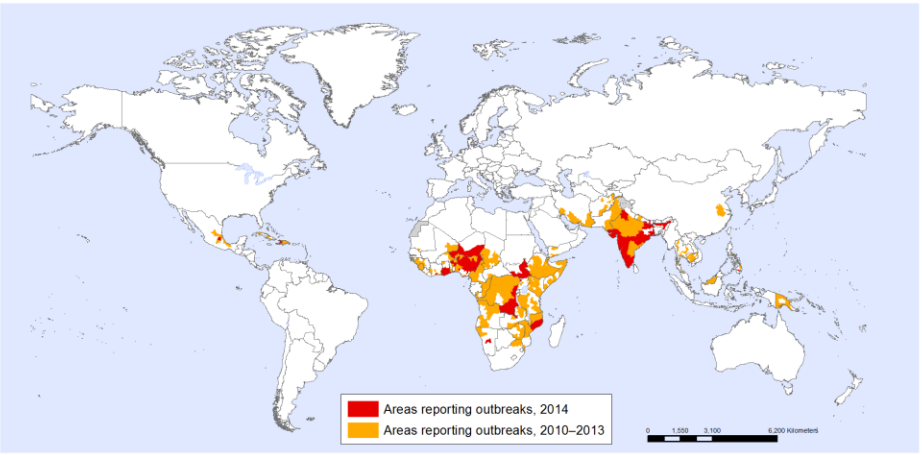 Areas reporting outbreaks, 2014
Areas reporting outbreaks, 2010–2013
0 1.550 3.100 6.200 Kilometers